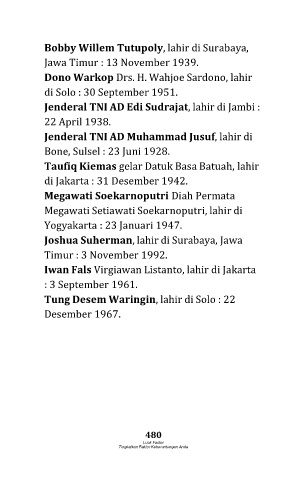 Bobby Willem Tutupoly, lahir di Surabaya,
Jawa Timur : 13 November 1939.
Dono Warkop Drs. H. Wahjoe Sardono, lahir
di Solo : 30 September 1951.
Jenderal TNI AD Edi Sudrajat, lahir di Jambi :
22 April 1938.
Jenderal TNI AD Muhammad Jusuf, lahir di
Bone, Sulsel : 23 Juni 1928.
Taufiq Kiemas gelar Datuk Basa Batuah, lahir
di Jakarta : 31 Desember 1942.
Megawati Soekarnoputri Diah Permata
Megawati Setiawati Soekarnoputri, lahir di
Yogyakarta : 23 Januari 1947.
Joshua Suherman, lahir di Surabaya, Jawa
Timur : 3 November 1992.
Iwan Fals Virgiawan Listanto, lahir di Jakarta
: 3 September 1961.
Tung Desem Waringin, lahir di Solo : 22
Desember 1967.
480
Tingkatkan Faktor Keberuntungan Anda